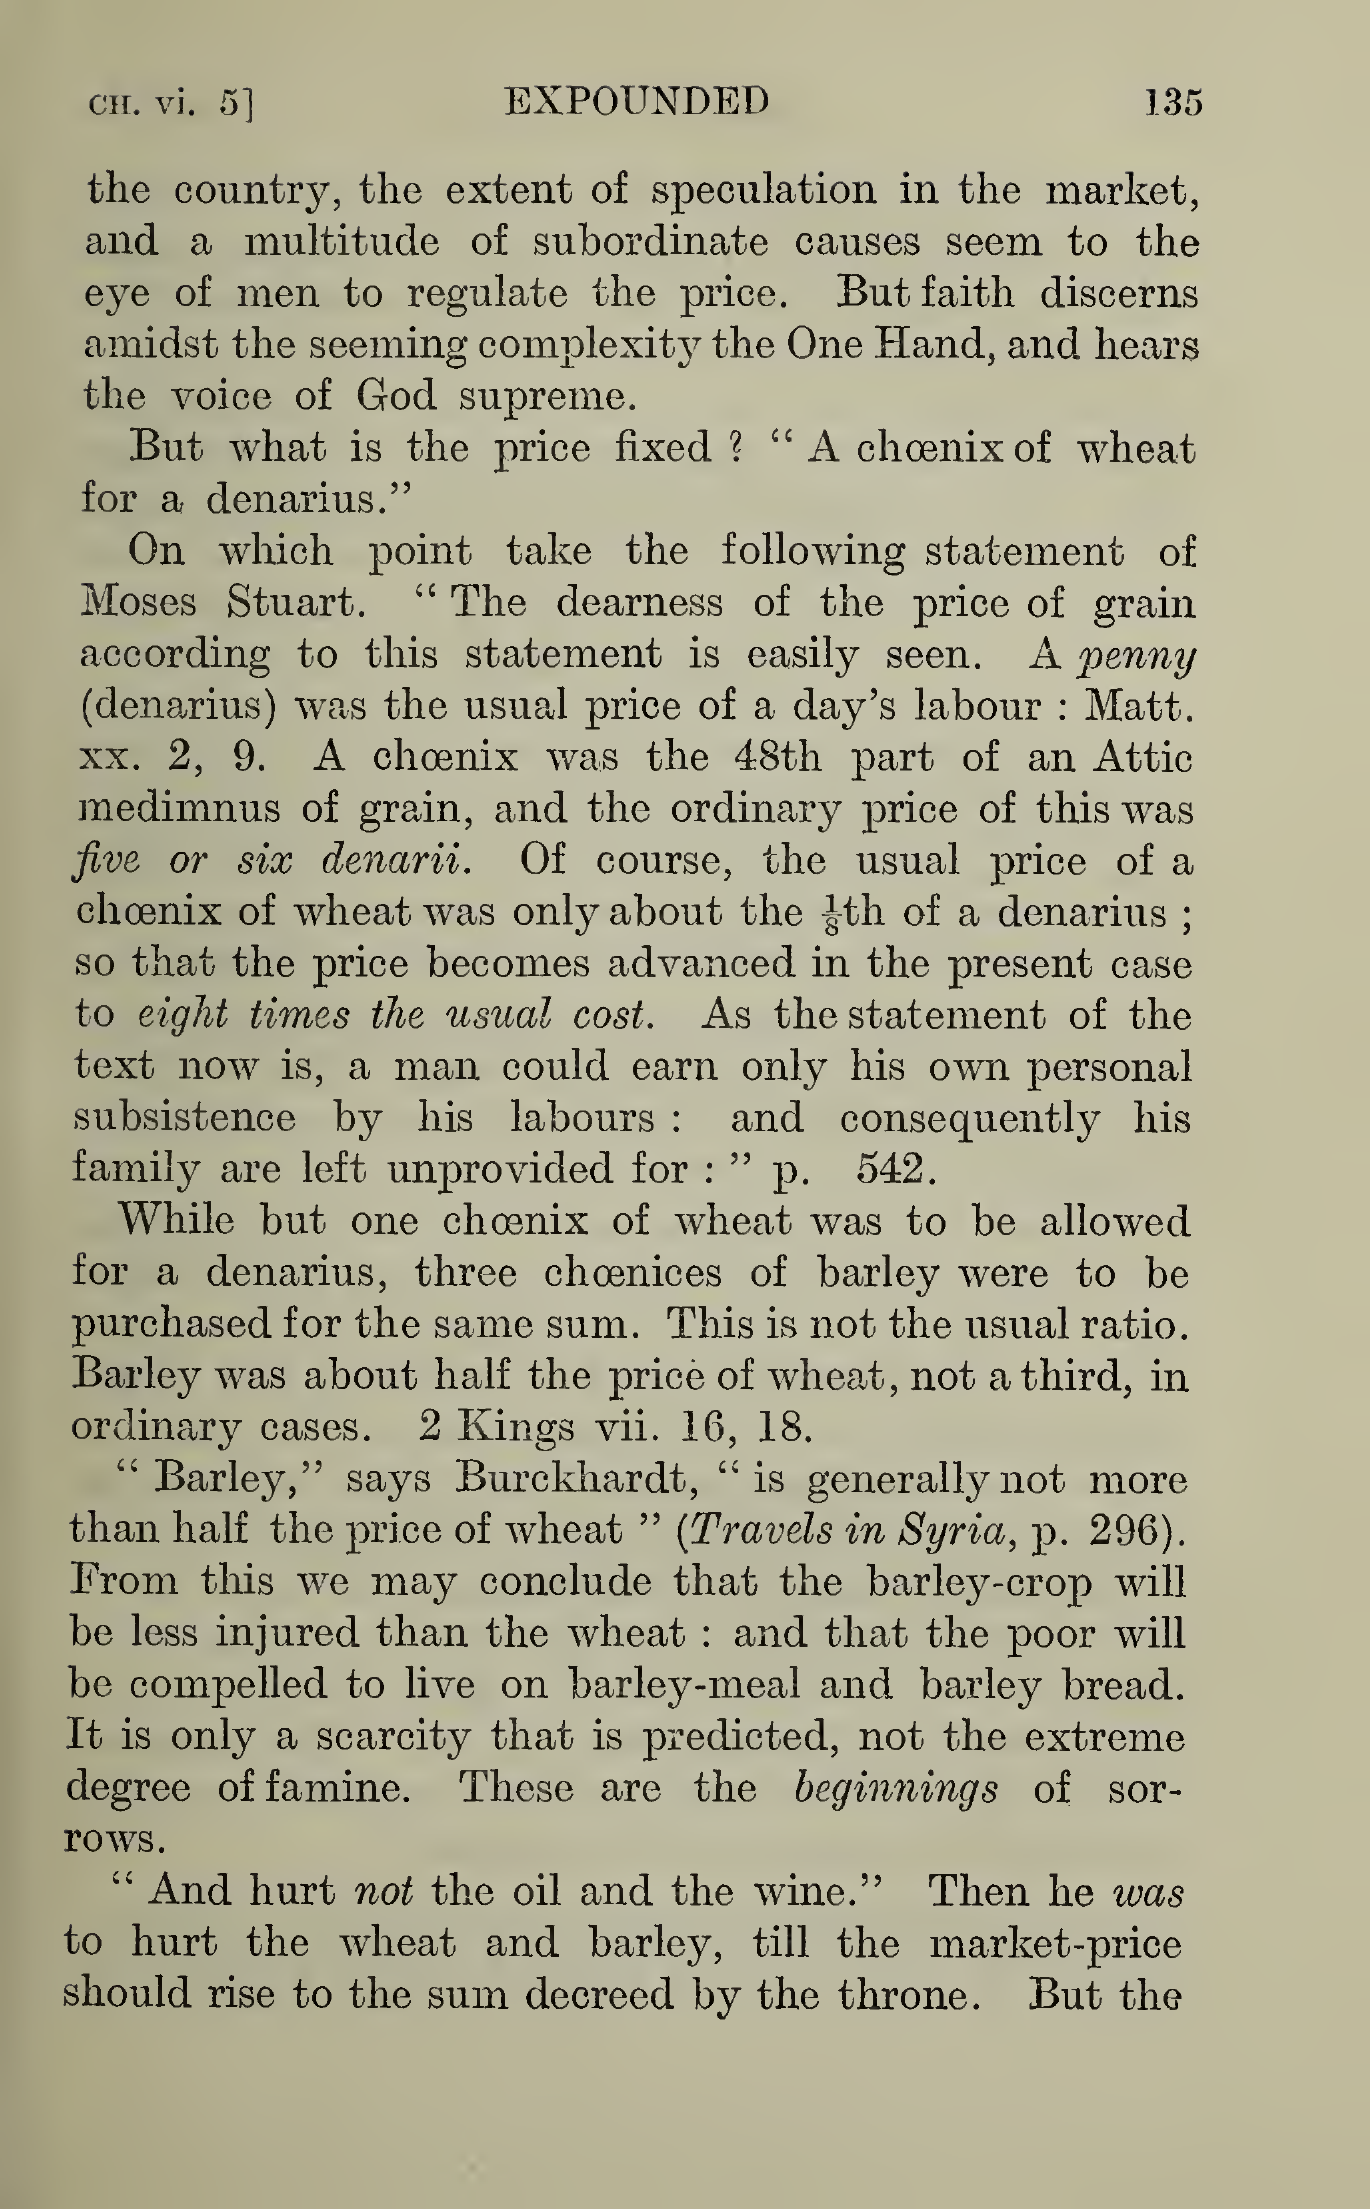 CH. vi. 5] EXPOUNDED 135
the country, the extent of speculation in the market,
and a multitude of subordinate causes seem to the
eye of men to regulate the price. But faith discerns
amidst the seeming complexity the One Hand, and hears
the voice of God supreme.
But what is the price fixed ? “ A chœnix of wheat
for a denarius.”
On which point take the following statement of
Moses Stuart. “ The dearness of the price of grain
according to this statement is easily seen. A penny
(denarius) was the usual price of a day’s labour : Matt.
xx. 2, 9. A chœnix was the 48th part of an Attic
medimnus of grain, and the ordinary price of this was
five or six denarii. Of course, the usual price of a
chœnix of wheat was only about the ⅛th of a denarius ;
so that the price becomes advanced in the present case
to eight times the usual cost. As the statement of the
text now is, a man could earn only his own personal
subsistence by his labours : and consequently his
family are left unprovided for : ” p. 542.
While but one chœnix of wheat was to be allowed
for a denarius, three chœnices of barley were to be
purchased for the same sum. This is not the usual ratio.
Barley was about half the price of wheat, not a third, in
ordinary cases. 2 Kings vii. 16, 18.
“ Barley,” says Burckhardt, “ is generally not more
than half the price of wheat ” (Travels in Syria, p. 296).
From this we may conclude that the barley-crop will
be less injured than the wheat : and that the poor will
be compelled to live on barley-meal and barley bread.
It is only a scarcity that is predicted, not the extreme
degree of famine. These are the beginnings of sor-
rows.
“ And hurt not the oil and the wine.” Then he was
to hurt the wheat and barley, till the market-price
should rise to the sum decreed by the throne. But the